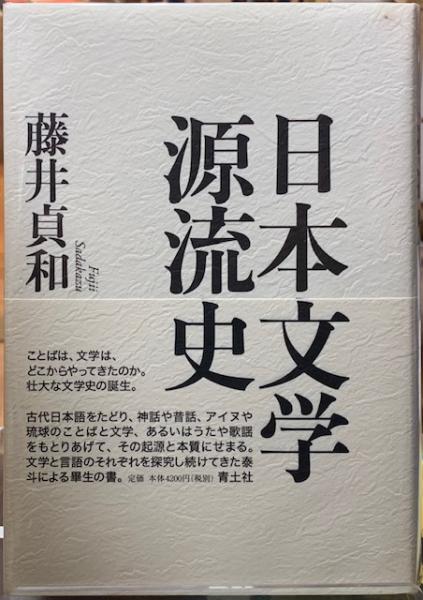 日本文学
源流史
藤井貞和
Fujii
Sadakazu
ことばは、文学は、
どこからやってきたのか。
壮大な文学史の誕生。
古代日本語をたどり、神話や昔話、アイヌや
琉球のことばと文学、あるいはうたや歌謡
をもとりあげて、その起源と本質にせまる。
文学と言語のそれぞれを探究し続けてきた泰
斗による畢生の書。定価 本体4200円(税別) 青土社